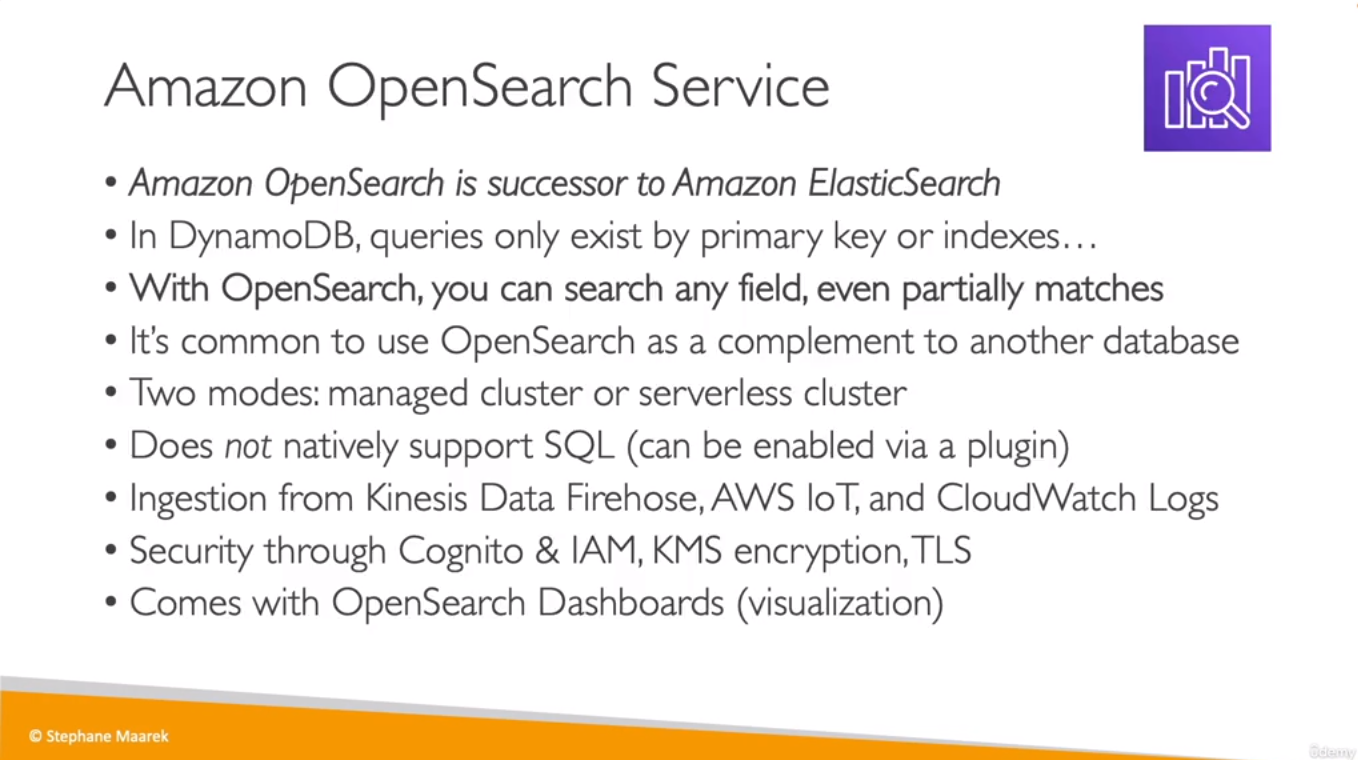 Amazon OpenSearch Service
• Amazon OpenSearch is successor to Amazon ElasticSearch
• In DynamoDB, queries only exist by primary key or indexes…
• With OpenSearch, you can search any field, even partially matches
• It's common to use OpenSearch as a complement to another database
• Two modes: managed cluster or serverless cluster
• Does not natively support SQL (can be enabled via a plugin)
• Ingestion from Kinesis Data Firehose, AWS IoT, and CloudWatch Logs
• Security through Cognito & IAM, KMS encryption, TLS
• Comes with OpenSearch Dashboards (visualization)
© Stephane Maarek
ûdemy